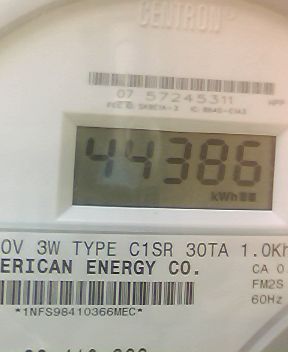 CENTRON
07 57245311
44386
kWh
0V 3W TYPE C1SR 30TA 1.0Kh
ERICAN ENERGY CO.
CA 0.
FM2S
60Hz
*1NFS98410366MEC*